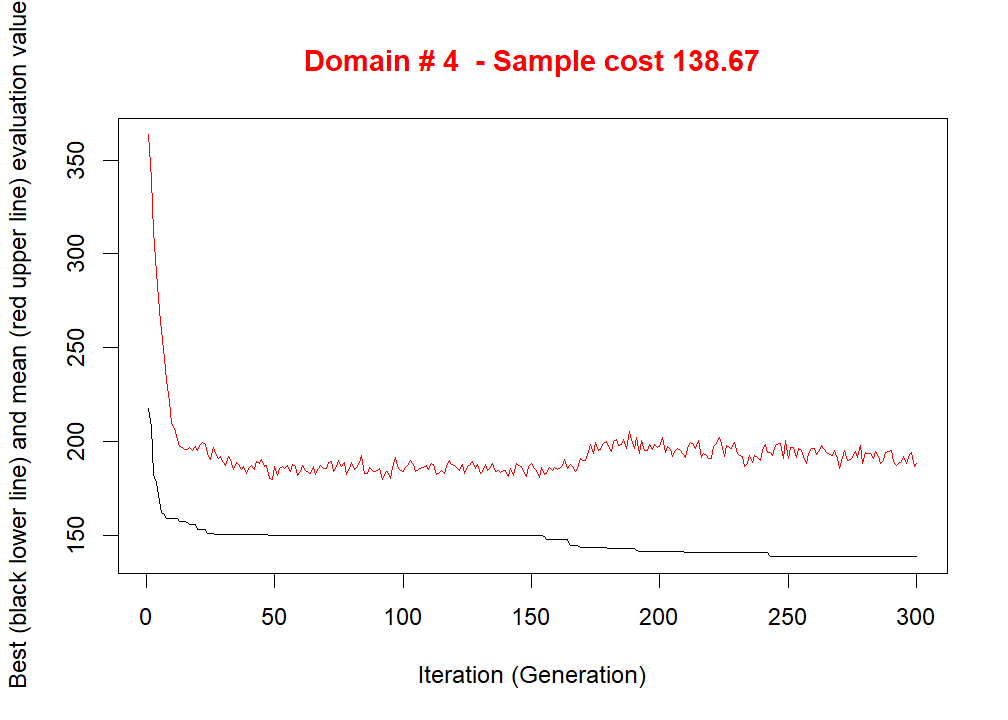 Domain # 4  - Sample cost 138.67
Best (black lower line) and mean (red upper line) evaluation value
350
300
250
200
150
0 50 100 150 200 250 300
Iteration (Generation)